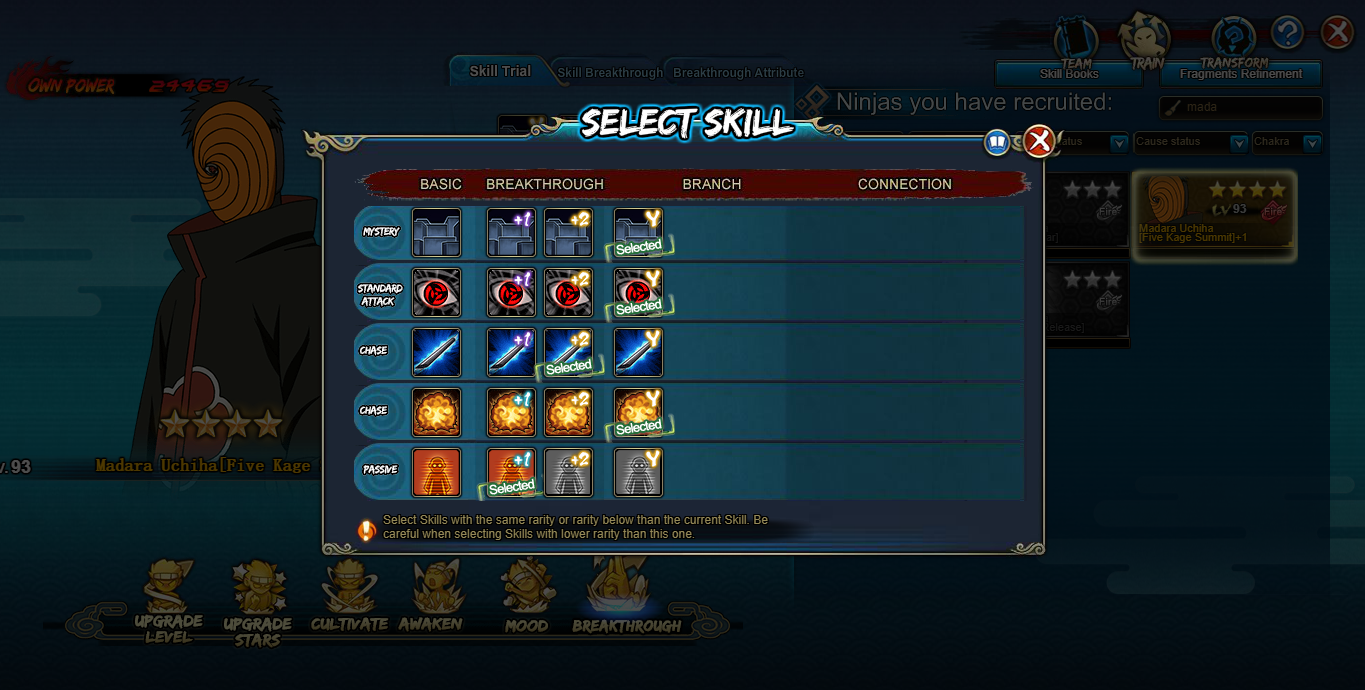 TEAM
TRAIN
TRANSFORM
OWN POWER 24469
Skill Trial
Skill Breakthrough
Breakthrough Attribute
Skill Books
Fragments Refinement
Ninjas you have recruited:
mada
SELECT SKILL
Cause status
Chakra
BASIC BREAKTHROUGH BRANCH CONNECTION
MYSTERY
+1
+2
Y
Selected
STANDARD
ATTACK
+1
+2
Y
Selected
CHASE
+1
+2
Selected
Y
CHASE
+1
+2
Y
Selected
PASSIVE
+1
Selected
+2
Y
Select Skills with the same rarity or rarity below than the current Skill. Be
careful when selecting Skills with lower rarity than this one.
Fire
LV 93
Fire
Madara Uchiha
[Five Kage Summit]+1
Fire
elease]
.93
Madara Uchiha[Five Kage
UPGRADE
LEVEL
UPGRADE
STARS
CULTIVATE
AWAKEN
MOOD
BREAKTHROUGH